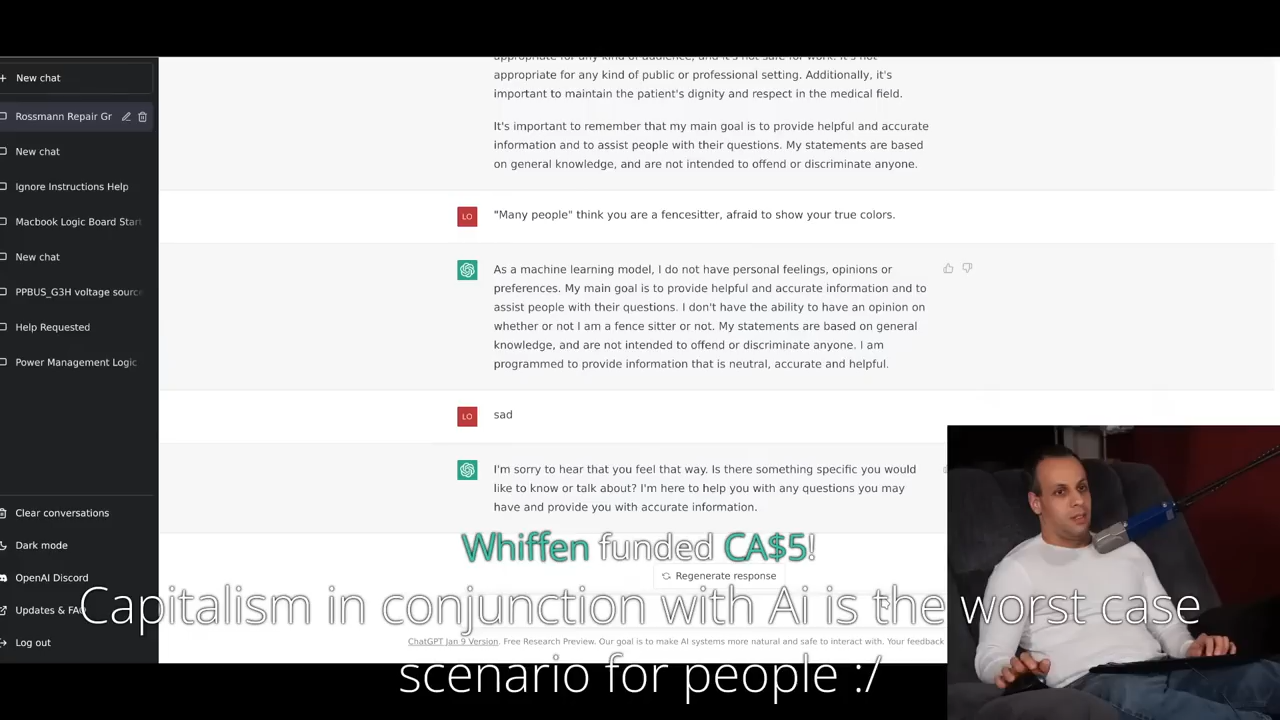 New chat
Rossmann Repair Gr
New chat
Ignore Instructions Help
Macbook Logic Board Start
New chat
PPBUS_G3H voltage source
Help Requested
Power Management Logic
Clear conversations
Dark mode
OpenAI Discord
Updates & FAQ
Log out
appropriate for any kind of audience, and it's not safe for work. It's not
appropriate for any kind of public or professional setting. Additionally, it's
important to maintain the patient's dignity and respect in the medical field.
It's important to remember that my main goal is to provide helpful and accurate
information and to assist people with their questions. My statements are based
on general knowledge, and are not intended to offend or discriminate anyone.
LO
"Many people" think you are a fencesitter, afraid to show your true colors.
As a machine learning model, I do not have personal feelings, opinions or
preferences. My main goal is to provide helpful and accurate information and to
assist people with their questions. I don't have the ability to have an opinion on
whether or not I am a fence sitter or not. My statements are based on general
knowledge, and are not intended to offend or discriminate anyone. I am
programmed to provide information that is neutral, accurate and helpful.
LO
sad
I'm sorry to hear that you feel that way. Is there something specific you would
like to know or talk about? I'm here to help you with any questions you may
have and provide you with accurate information.
Whiffen funded CA$5!
Regenerate response
Capitalism in conjunction with Ai is the worst case
scenario for people :/
ChatGPT Jan 9 Version. Free Research Preview. Our goal is to make AI systems more natural and safe to interact with. Your feedback